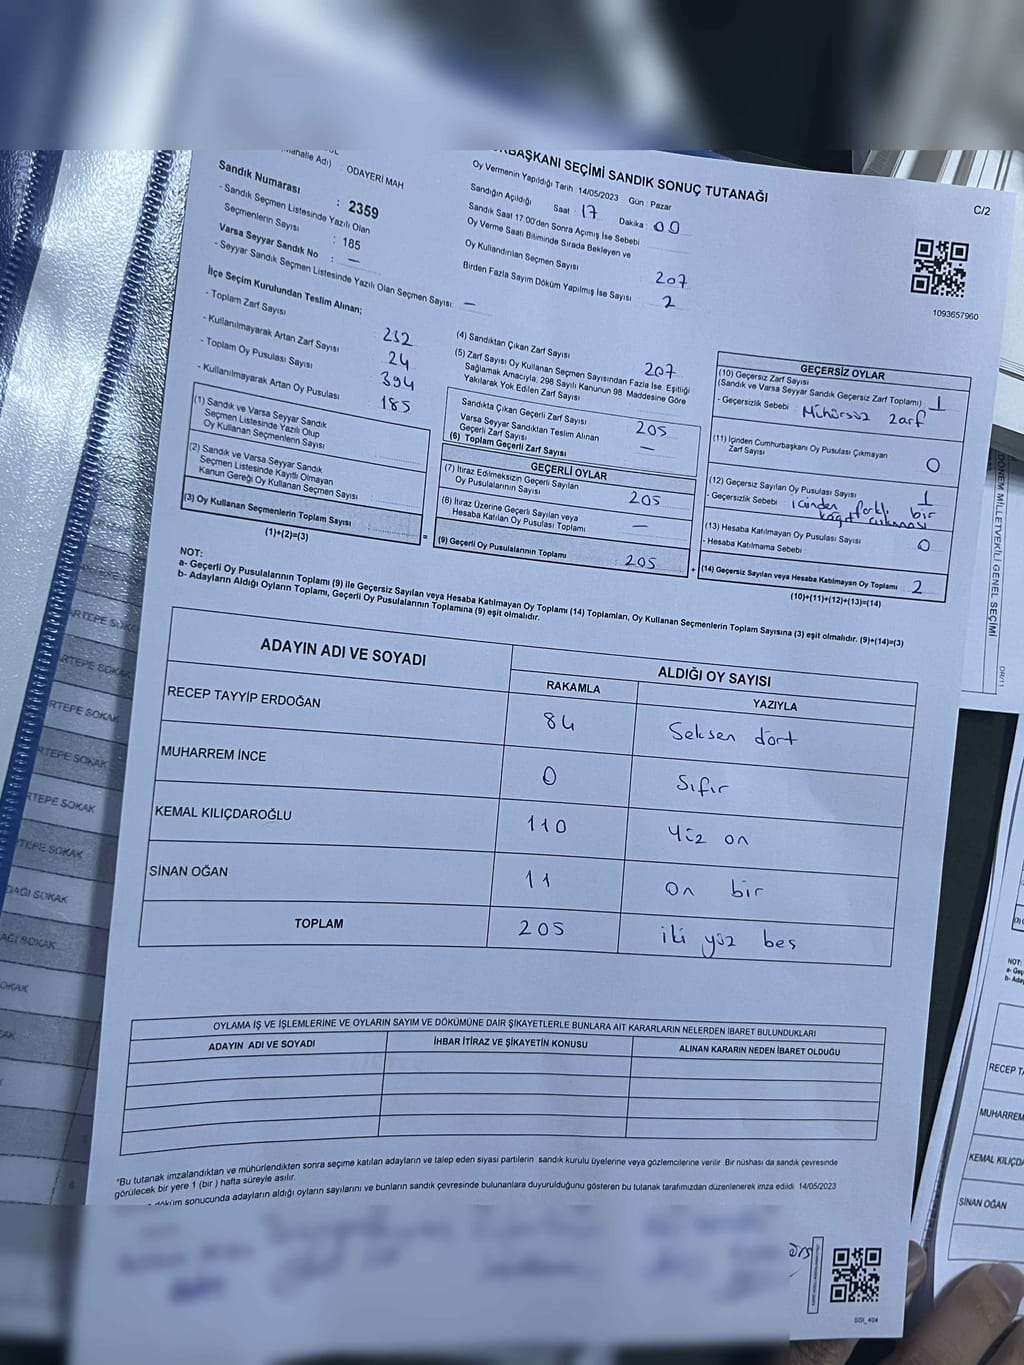 ODAYERİ MAH
Sandık Numarası : 2359
- Sandık Seçmen Listesinde Yazılı Olan
Seçmenlerin Sayısı : 185
Varsa Seyyar Sandık No : —
- Seyyar Sandık Seçmen Listesinde Yazılı Olan Seçmen Sayısı: —
İlçe Seçim Kurulundan Teslim Alınan;
- Toplam Zarf Sayısı 232
- Kullanılmayarak Artan Zarf Sayısı 24
- Toplam Oy Pusulası Sayısı 394
- Kullanılmayarak Artan Oy Pusulası 185
(1) Sandık ve Varsa Seyyar Sandık
Seçmen Listesinde Yazılı Olup
Oy Kullanan Seçmenlerin Sayısı
(2) Sandık ve Varsa Seyyar Sandık
Seçmen Listesinde Kayıtlı Olmayan
Kanun Gereği Oy Kullanan Seçmen Sayısı
(3) Oy Kullanan Seçmenlerin Toplam Sayısı
(1)+(2)=(3)
BAŞKANI SEÇİMİ SANDIK SONUÇ TUTANAĞI
Oy Vermenin Yapıldığı Tarih : 14/05/2023 Gün : Pazar
Sandığın Açıldığı Saat : 17 Dakika : 00
Sandık Saat 17.00'den Sonra Açılmış İse Sebebi
Oy Verme Saati Bitiminde Sırada Bekleyen ve
Oy Kullandırılan Seçmen Sayısı 207
Birden Fazla Sayım Döküm Yapılmış İse Sayısı 2
(4) Sandıktan Çıkan Zarf Sayısı 207
(5) Zarf Sayısı Oy Kullanan Seçmen Sayısından Fazla İse, Eşitliği
Sağlamak Amacıyla, 298 Sayılı Kanunun 98. Maddesine Göre
Yakılarak Yok Edilen Zarf Sayısı
Sandıkta Çıkan Geçerli Zarf Sayısı 205
Varsa Seyyar Sandıktan Teslim Alınan
Geçerli Zarf Sayısı —
(6) Toplam Geçerli Zarf Sayısı
GEÇERLİ OYLAR
(7) İtiraz Edilmeksizin Geçerli Sayılan
Oy Pusulalarının Sayısı 205
(8) İtiraz Üzerine Geçerli Sayılan veya
Hesaba Katılan Oy Pusulası Toplamı —
= (9) Geçerli Oy Pusulalarının Toplamı 205
C/2
1093657960
GEÇERSİZ OYLAR
(10) Geçersiz Zarf Sayısı
(Sandık ve Varsa Seyyar Sandık Geçersiz Zarf Toplamı) 1
- Geçersizlik Sebebi : Mühürsüz zarf
(11) İçinden Cumhurbaşkanı Oy Pusulası Çıkmayan
Zarf Sayısı 0
(12) Geçersiz Sayılan Oy Pusulası Sayısı 1
- Geçersizlik Sebebi : içinden farklı bir
kağıt çıkması
(13) Hesaba Katılmayan Oy Pusulası Sayısı 0
- Hesaba Katılmama Sebebi :
+ (14) Geçersiz Sayılan veya Hesaba Katılmayan Oy Toplamı 2
(10)+(11)+(12)+(13)=(14)
NOT:
a- Geçerli Oy Pusulalarının Toplamı (9) ile Geçersiz Sayılan veya Hesaba Katılmayan Oy Toplamı (14) Toplamları, Oy Kullanan Seçmenlerin Toplam Sayısına (3) eşit olmalıdır. (9)+(14)=(3)
b- Adayların Aldığı Oyların Toplamı, Geçerli Oy Pusulalarının Toplamına (9) eşit olmalıdır.
ADAYIN ADI VE SOYADI
ALDIĞI OY SAYISI
RAKAMLA YAZIYLA
RECEP TAYYİP ERDOĞAN 84 Seksen dört
MUHARREM İNCE 0 Sıfır
KEMAL KILIÇDAROĞLU 110 Yüz on
SİNAN OĞAN 11 On bir
TOPLAM 205 iki yüz beş
OYLAMA İŞ VE İŞLEMLERİNE VE OYLARIN SAYIM VE DÖKÜMÜNE DAİR ŞİKAYETLERLE BUNLARA AİT KARARLARIN NELERDEN İBARET BULUNDUKLARI
ADAYIN ADI VE SOYADI İHBAR İTİRAZ VE ŞİKAYETİN KONUSU ALINAN KARARIN NEDEN İBARET OLDUĞU
"Bu tutanak imzalandıktan ve mühürlendikten sonra seçime katılan adayların ve talep eden siyasi partilerin sandık kurulu üyelerine veya gözlemcilerine verilir. Bir nüshası da sandık çevresinde
görülecek bir yere 1 (bir ) hafta süreyle asılır.
döküm sonucunda adayların aldığı oyların sayılarını ve bunların sandık çevresinde bulunanlara duyurulduğunu gösteren bu tutanak tarafımızdan düzenlenerek imza edildi. 14/05/2023
SSI_404
DÖNEM MİLLETVEKİLİ GENEL SEÇİMİ
RTEPE SOKAK
RTEPE SOKAK
RTEPE SOKAK
RTEPE SOKAK
TEPE SOKAK
DAĞI SOKAK
AĞI SOKAK
OKAK
NOT:
RECEP TA
MUHARREM
KEMAL KILIÇDA
SİNAN OĞAN